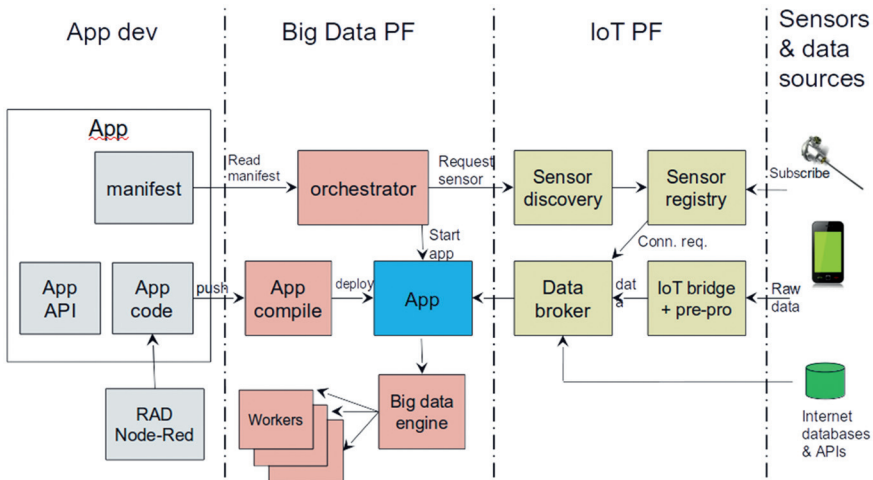 App dev
Big Data PF
IoT PF
Sensors
& data
sources
App
manifest
Read
manifest
orchestrator
Request
sensor
Sensor
discovery
Sensor
registry
Subscribe
Start
app
Conn. req.
App
API
App
code
push
App
compile
deploy
App
Data
broker
dat
a
IoT bridge
+ pre-pro
Raw
data
RAD
Node-Red
Workers
Big data
engine
Internet
databases
& APIs